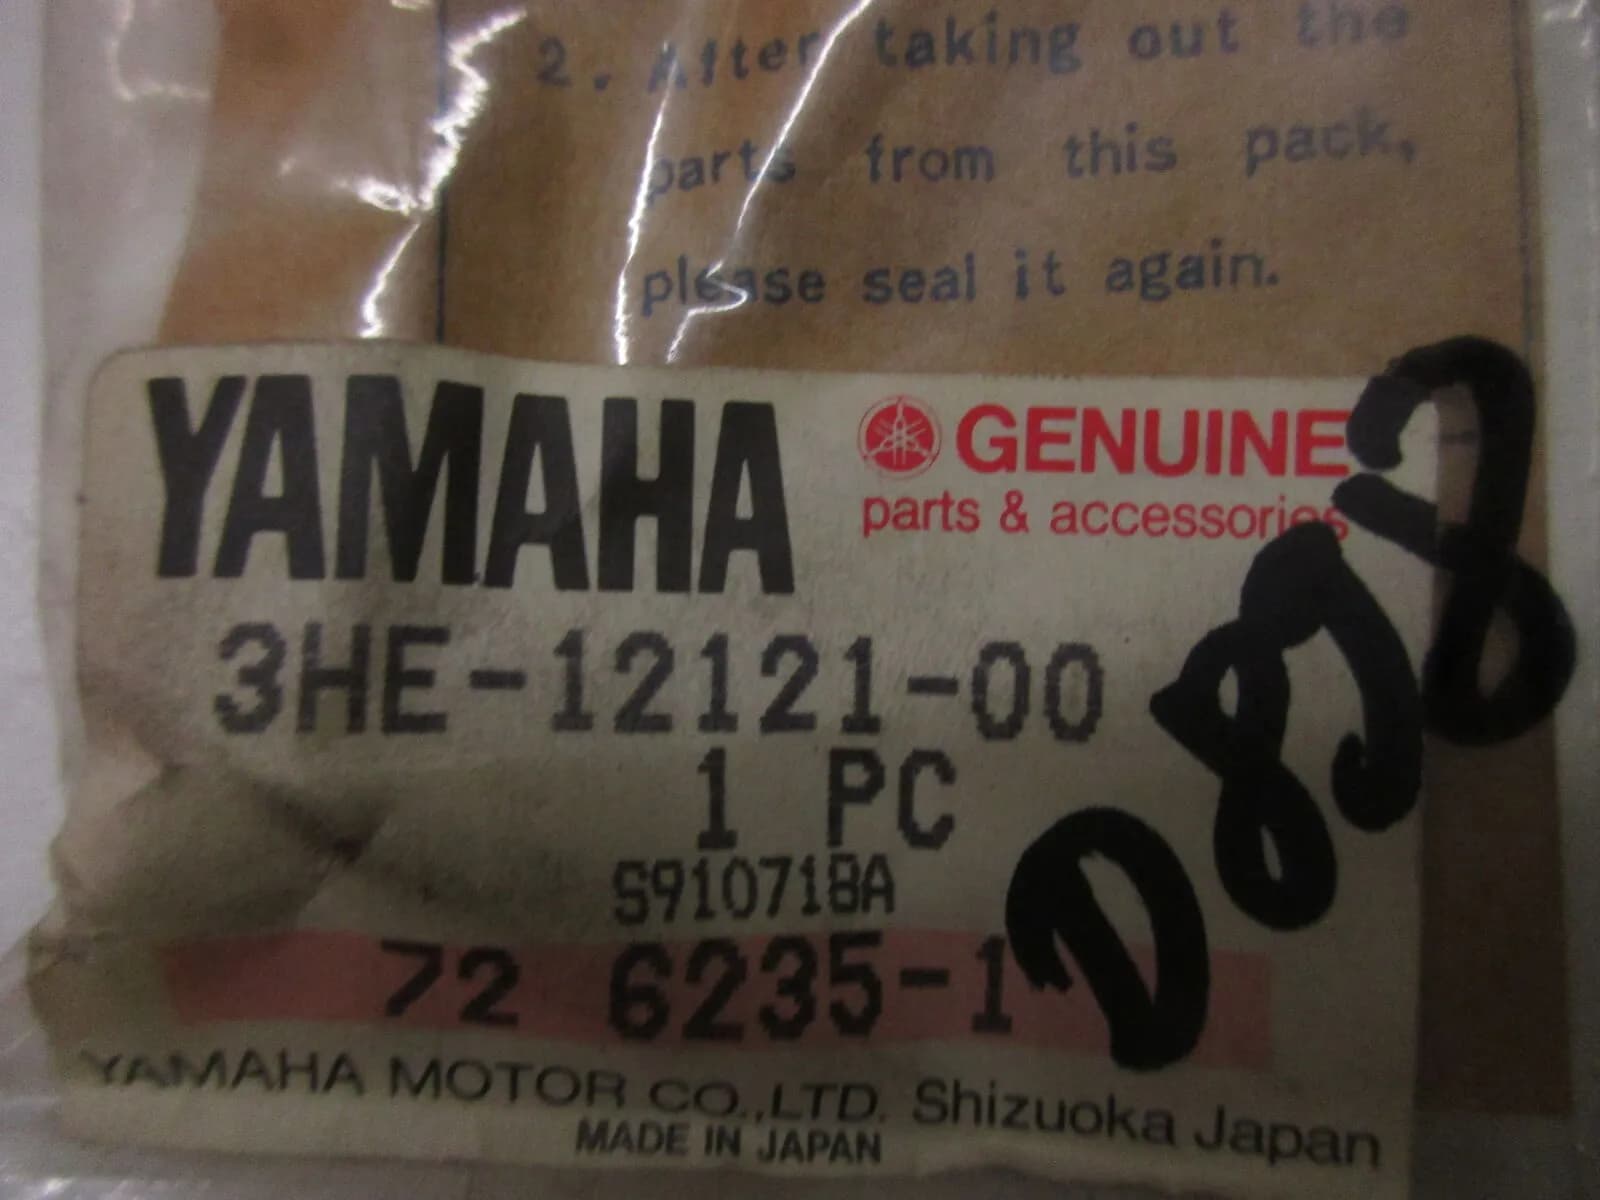 2. After taking out the
parts from this pack,
please seal it again.
YAMAHA
GENUINE
parts & accessories
3HE-12121-00
1 PC
S910718A
72 6235-1
YAMAHA MOTOR CO.,LTD. Shizuoka Japan
MADE IN JAPAN